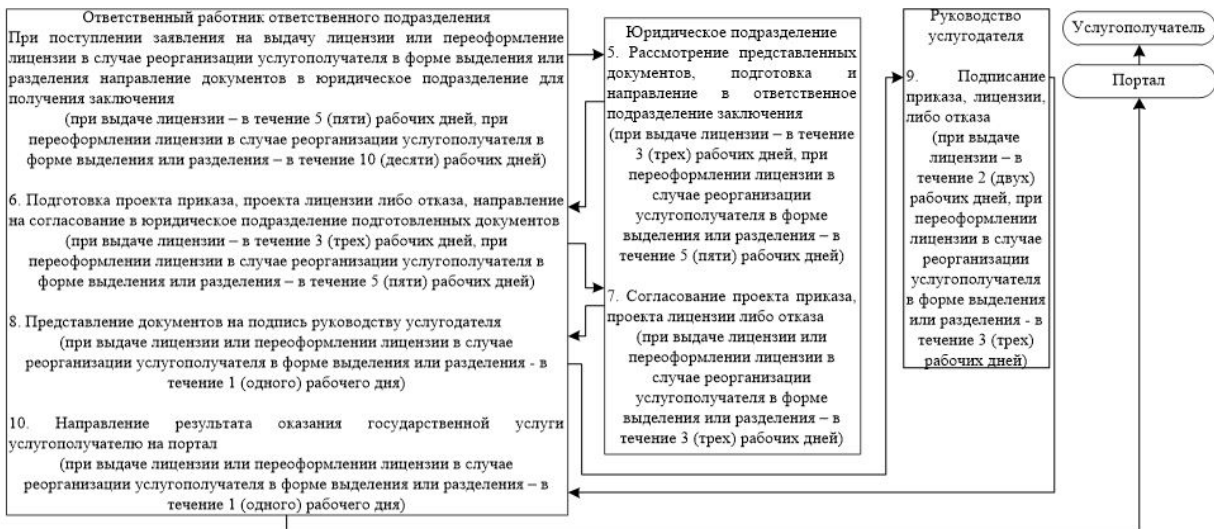 Ответственный работник ответственного подразделения
При поступлении заявления на выдачу лицензии или переоформление
лицензии в случае реорганизации услугополучателя в форме выделения или
разделения направление документов в юридическое подразделение для
получения заключения
(при выдаче лицензии – в течение 5 (пяти) рабочих дней, при
переоформлении лицензии в случае реорганизации услугополучателя в
форме выделения или разделения – в течение 10 (десяти) рабочих дней)
6. Подготовка проекта приказа, проекта лицензии либо отказа, направление
на согласование в юридическое подразделение подготовленных документов
(при выдаче лицензии – в течение 3 (трех) рабочих дней, при
переоформлении лицензии в случае реорганизации услугополучателя в
форме выделения или разделения – в течение 5 (пяти) рабочих дней)
8. Представление документов на подпись руководству услугодателя
(при выдаче лицензии или переоформлении лицензии в случае
реорганизации услугополучателя в форме выделения или разделения - в
течение 1 (одного) рабочего дня)
10. Направление результата оказания государственной услуги
услугополучателю на портал
(при выдаче лицензии или переоформлении лицензии в случае
реорганизации услугополучателя в форме выделения или разделения – в
течение 1 (одного) рабочего дня)
Юридическое подразделение
5. Рассмотрение представленных
документов, подготовка и
направление в ответственное
подразделение заключения
(при выдаче лицензии – в течение
3 (трех) рабочих дней, при
переоформлении лицензии в
случае реорганизации
услугополучателя в форме
выделения или разделения – в
течение 5 (пяти) рабочих дней)
7. Согласование проекта приказа,
проекта лицензии либо отказа
(при выдаче лицензии или
переоформлении лицензии в
случае реорганизации
услугополучателя в форме
выделения или разделения – в
течение 3 (трех) рабочих дней)
Руководство
услугодателя
9. Подписание
приказа, лицензии,
либо отказа
(при выдаче
лицензии – в
течение 2 (двух)
рабочих дней, при
переоформлении
лицензии в случае
реорганизации
услугополучателя
в форме выделения
или разделения - в
течение 3 (трех)
рабочих дней)
Услугополучатель
Портал